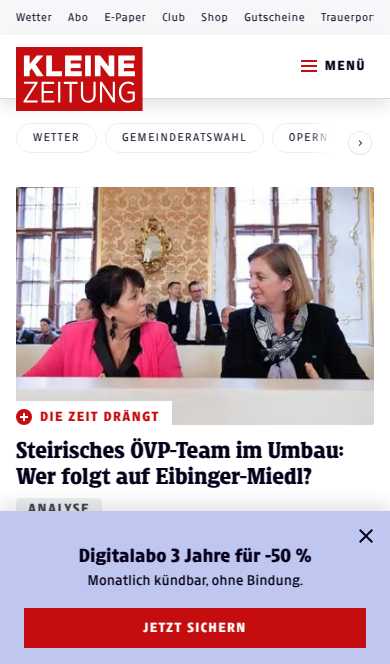 Wetter Abo E-Paper Club Shop Gutscheine Trauerpor
KLEINE
ZEITUNG
MENÜ
WETTER GEMEINDERATSWAHL OPERN
DIE ZEIT DRÄNGT
Steirisches ÖVP-Team im Umbau:
Wer folgt auf Eibinger-Miedl?
ANALYSE
Digitalabo 3 Jahre für -50 %
Monatlich kündbar, ohne Bindung.
JETZT SICHERN